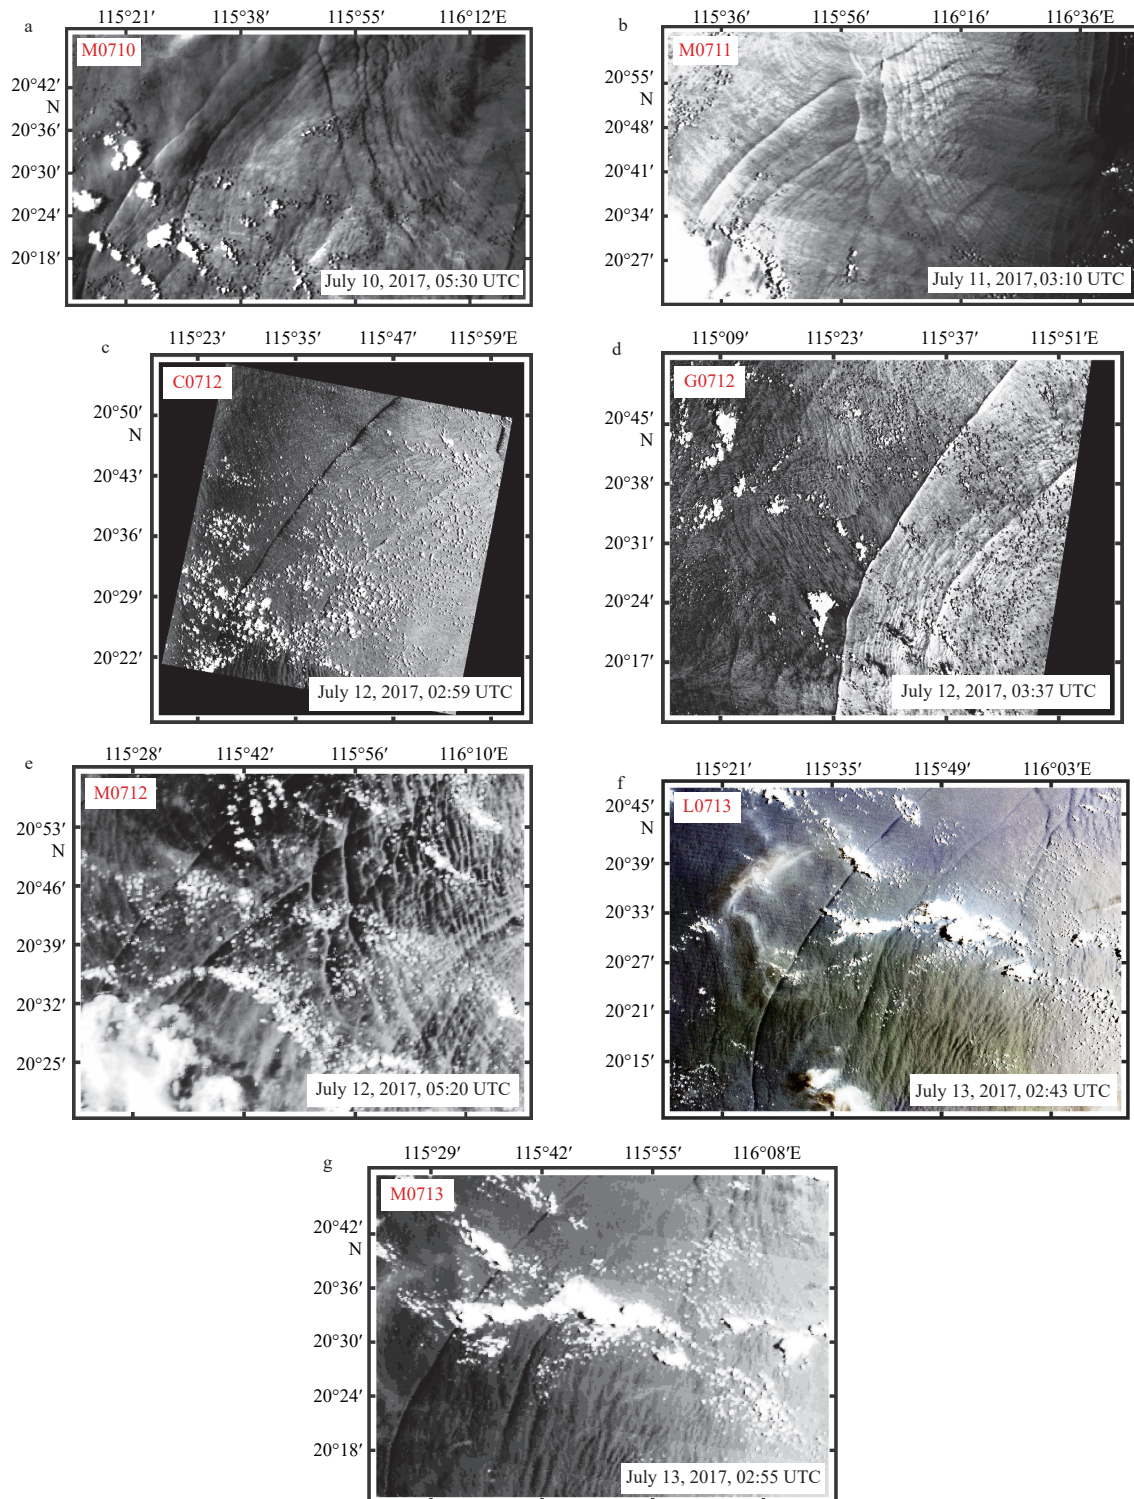 a
115°21′ 115°38′ 115°55′ 116°12′E
M0710
20°42′
N
20°36′
20°30′
20°24′
20°18′
July 10, 2017, 05:30 UTC
b
115°36′ 115°56′ 116°16′ 116°36′E
M0711
20°55′
N
20°48′
20°41′
20°34′
20°27′
July 11, 2017, 03:10 UTC
c
115°23′ 115°35′ 115°47′ 115°59′E
C0712
20°50′
N
20°43′
20°36′
20°29′
20°22′
July 12, 2017, 02:59 UTC
d
115°09′ 115°23′ 115°37′ 115°51′E
G0712
20°45′
N
20°38′
20°31′
20°24′
20°17′
July 12, 2017, 03:37 UTC
e
115°28′ 115°42′ 115°56′ 116°10′E
M0712
20°53′
N
20°46′
20°39′
20°32′
20°25′
July 12, 2017, 05:20 UTC
f
115°21′ 115°35′ 115°49′ 116°03′E
L0713
20°45′
N
20°39′
20°33′
20°27′
20°21′
20°15′
July 13, 2017, 02:43 UTC
g
115°29′ 115°42′ 115°55′ 116°08′E
M0713
20°42′
N
20°36′
20°30′
20°24′
20°18′
July 13, 2017, 02:55 UTC